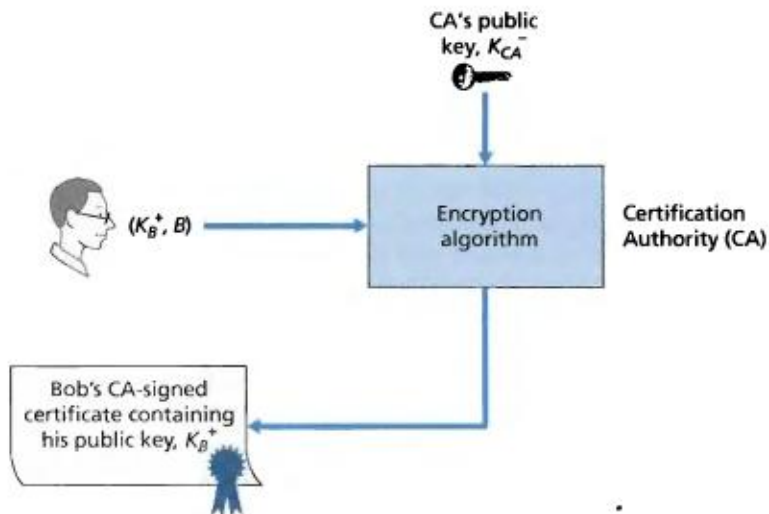 CA's public
key, K_CA^-
(K_B^+, B)
Encryption
algorithm
Certification
Authority (CA)
Bob's CA-signed
certificate containing
his public key, K_B^+